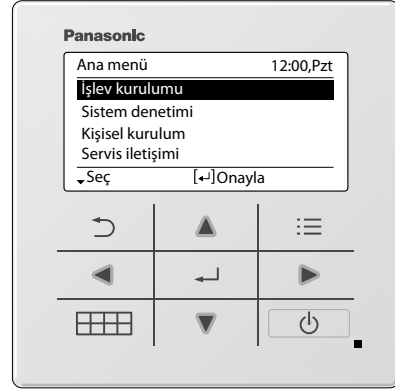 Panasonic
Ana menü 12:00,Pzt
İşlev kurulumu
Sistem denetimi
Kişisel kurulum
Servis iletişimi
Seç [↵]Onayla